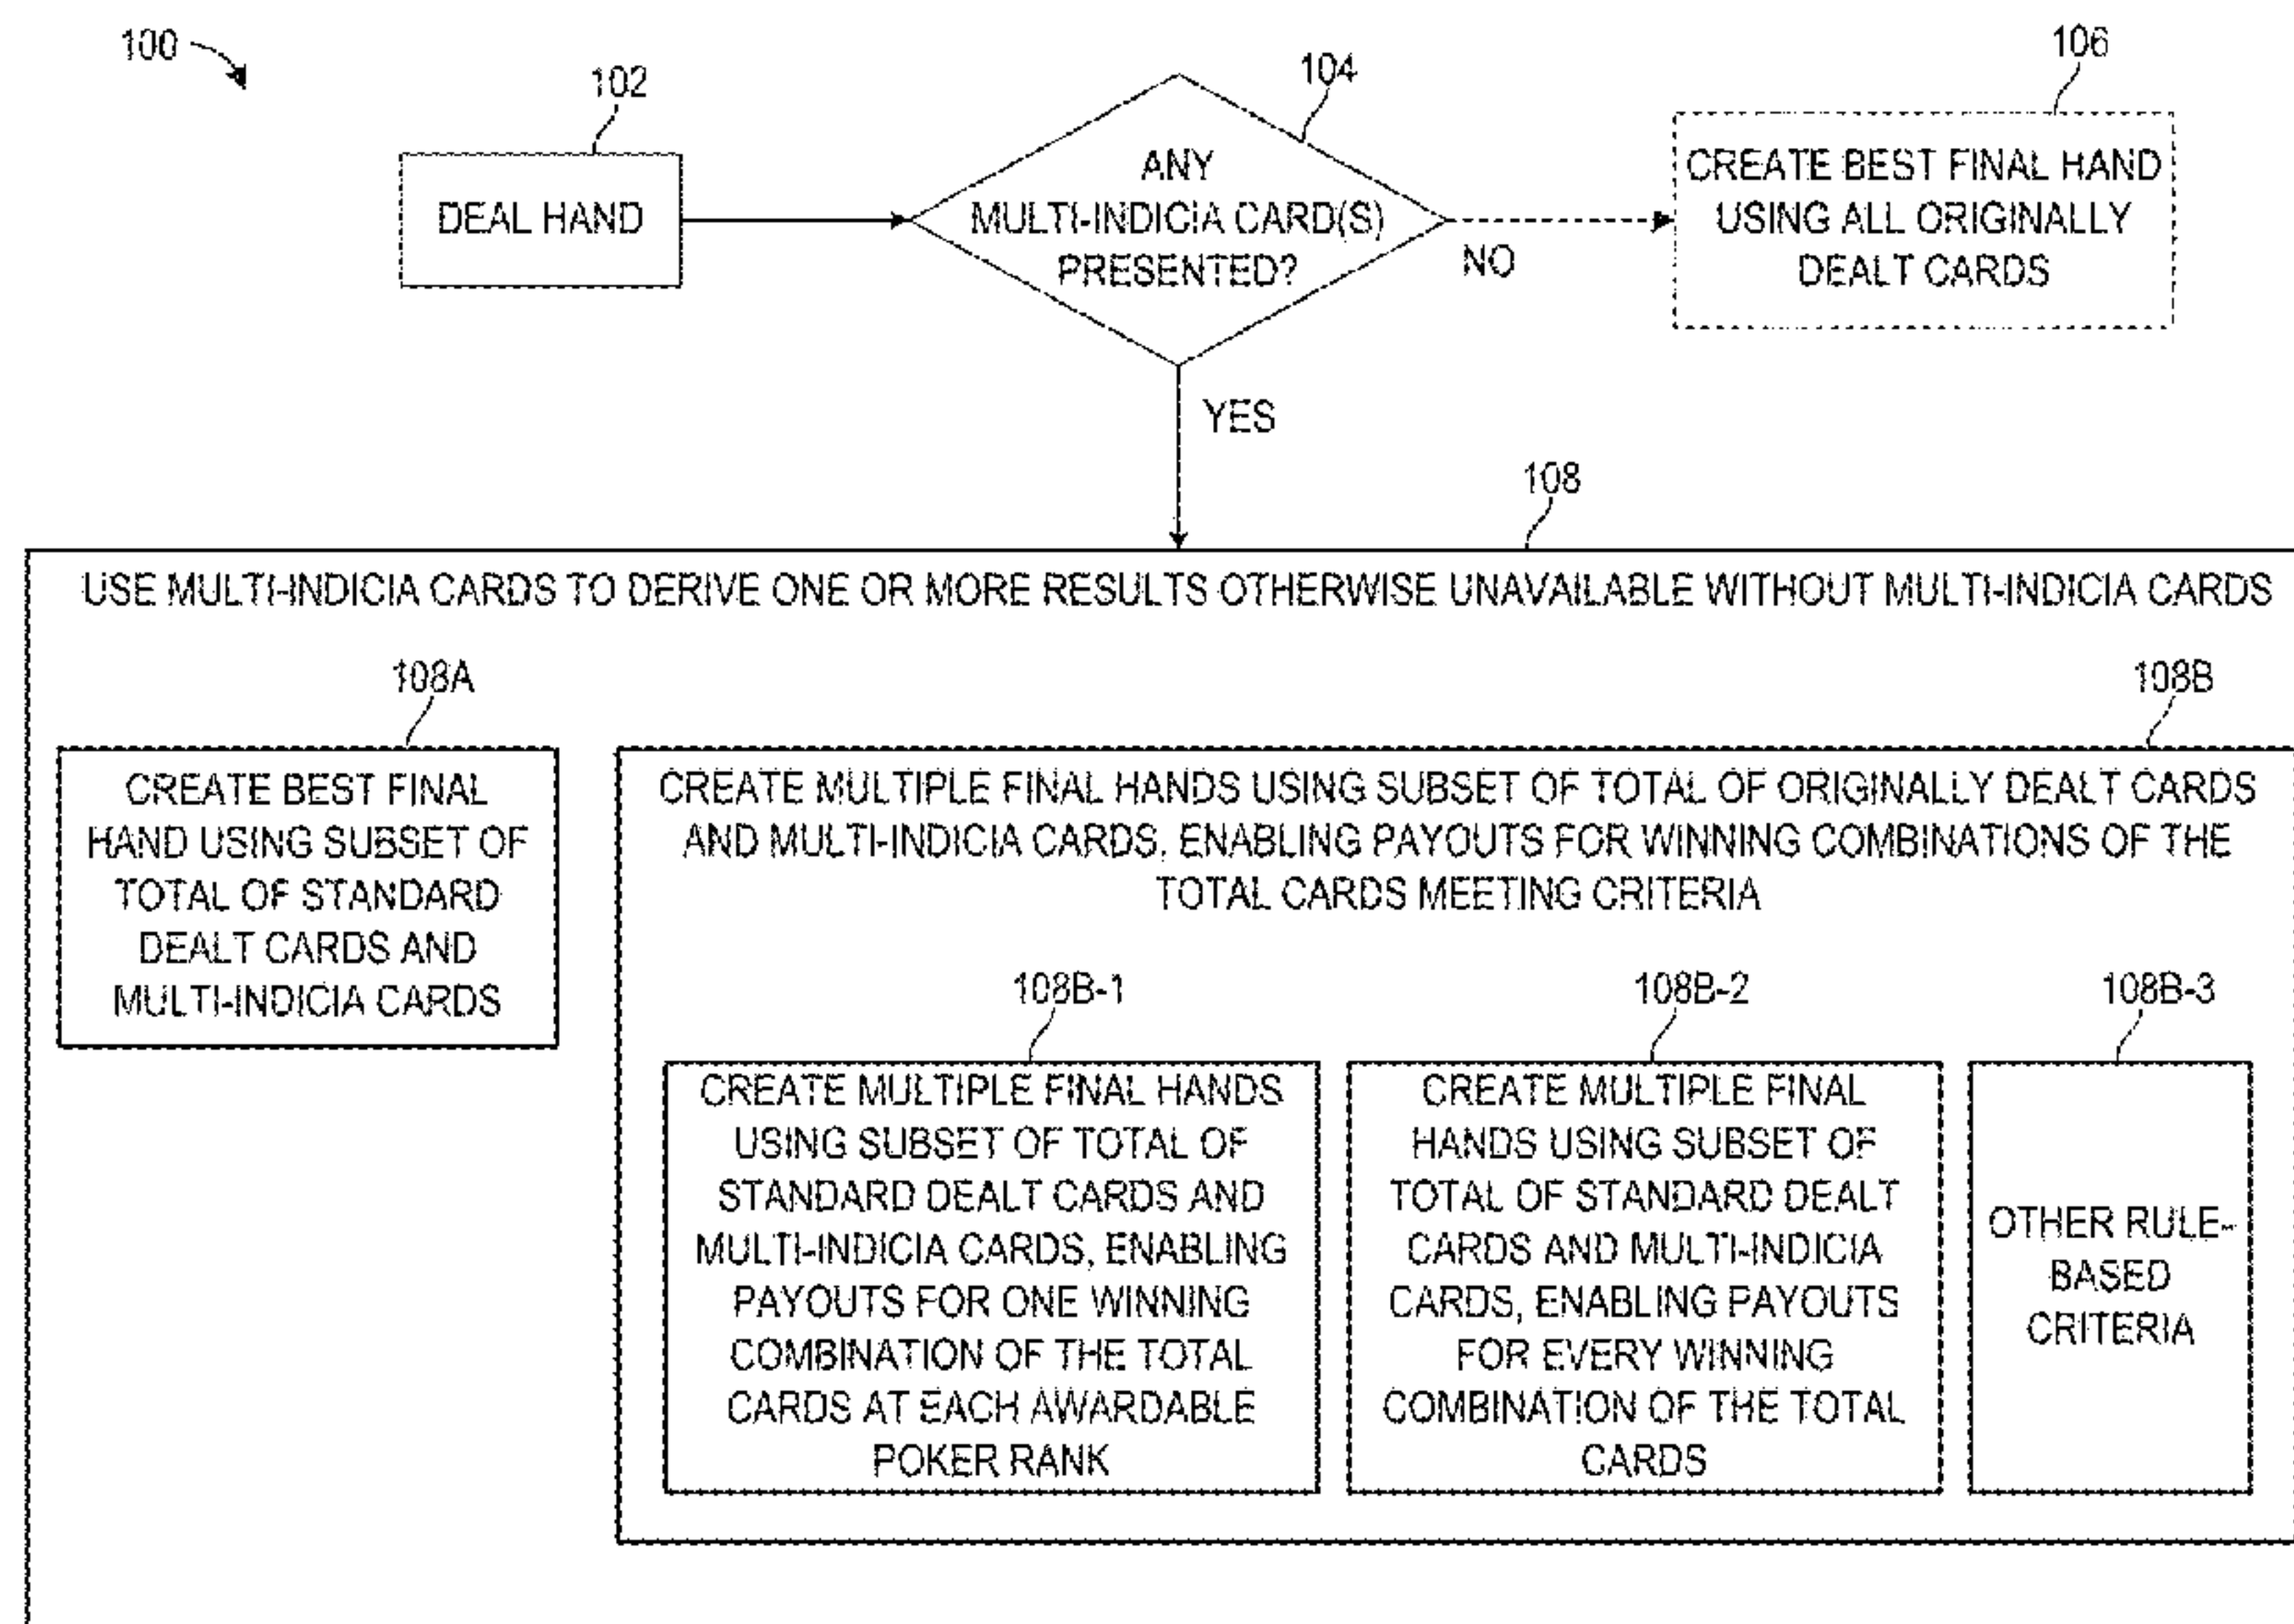 100
102
DEAL HAND
104
ANY
MULTI-INDICIA CARD(S)
PRESENTED?
NO
YES
106
CREATE BEST FINAL HAND
USING ALL ORIGINALLY
DEALT CARDS
108
USE MULTI-INDICIA CARDS TO DERIVE ONE OR MORE RESULTS OTHERWISE UNAVAILABLE WITHOUT MULTI-INDICIA CARDS
108A
CREATE BEST FINAL
HAND USING SUBSET OF
TOTAL OF STANDARD
DEALT CARDS AND
MULTI-INDICIA CARDS
108B
CREATE MULTIPLE FINAL HANDS USING SUBSET OF TOTAL OF ORIGINALLY DEALT CARDS
AND MULTI-INDICIA CARDS, ENABLING PAYOUTS FOR WINNING COMBINATIONS OF THE
TOTAL CARDS MEETING CRITERIA
108B-1
CREATE MULTIPLE FINAL HANDS
USING SUBSET OF TOTAL OF
STANDARD DEALT CARDS AND
MULTI-INDICIA CARDS, ENABLING
PAYOUTS FOR ONE WINNING
COMBINATION OF THE TOTAL
CARDS AT EACH AWARDABLE
POKER RANK
108B-2
CREATE MULTIPLE FINAL
HANDS USING SUBSET OF
TOTAL OF STANDARD DEALT
CARDS AND MULTI-INDICIA
CARDS, ENABLING PAYOUTS
FOR EVERY WINNING
COMBINATION OF THE TOTAL
CARDS
108B-3
OTHER RULE-
BASED
CRITERIA